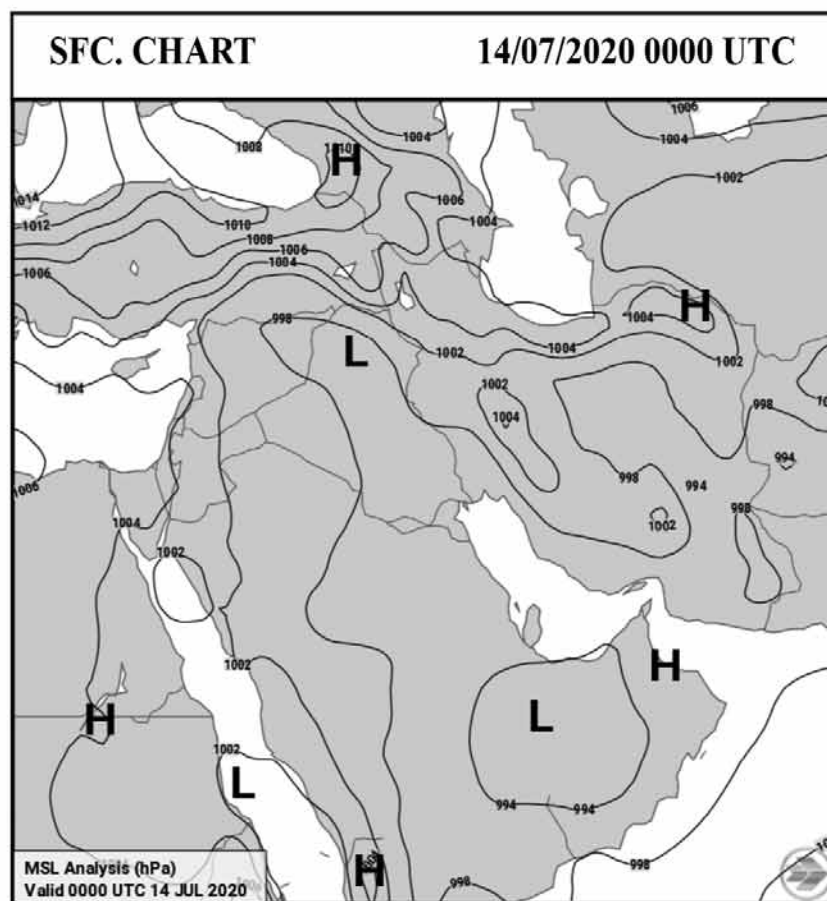 SFC. CHART 14/07/2020 0000 UTC
1006
1008 1004 1004
H
1002
1014 1006
1012 1010 1004
1008
1006 1004
1006
H
1004
998
L 1002 1004 1002
1004 1002
998
1004
994
998 994
1006 998
1004 1002
1002
1002 H
H L
1002
L
994 994
998
H
998
MSL Analysis (hPa)
Valid 0000 UTC 14 JUL 2020